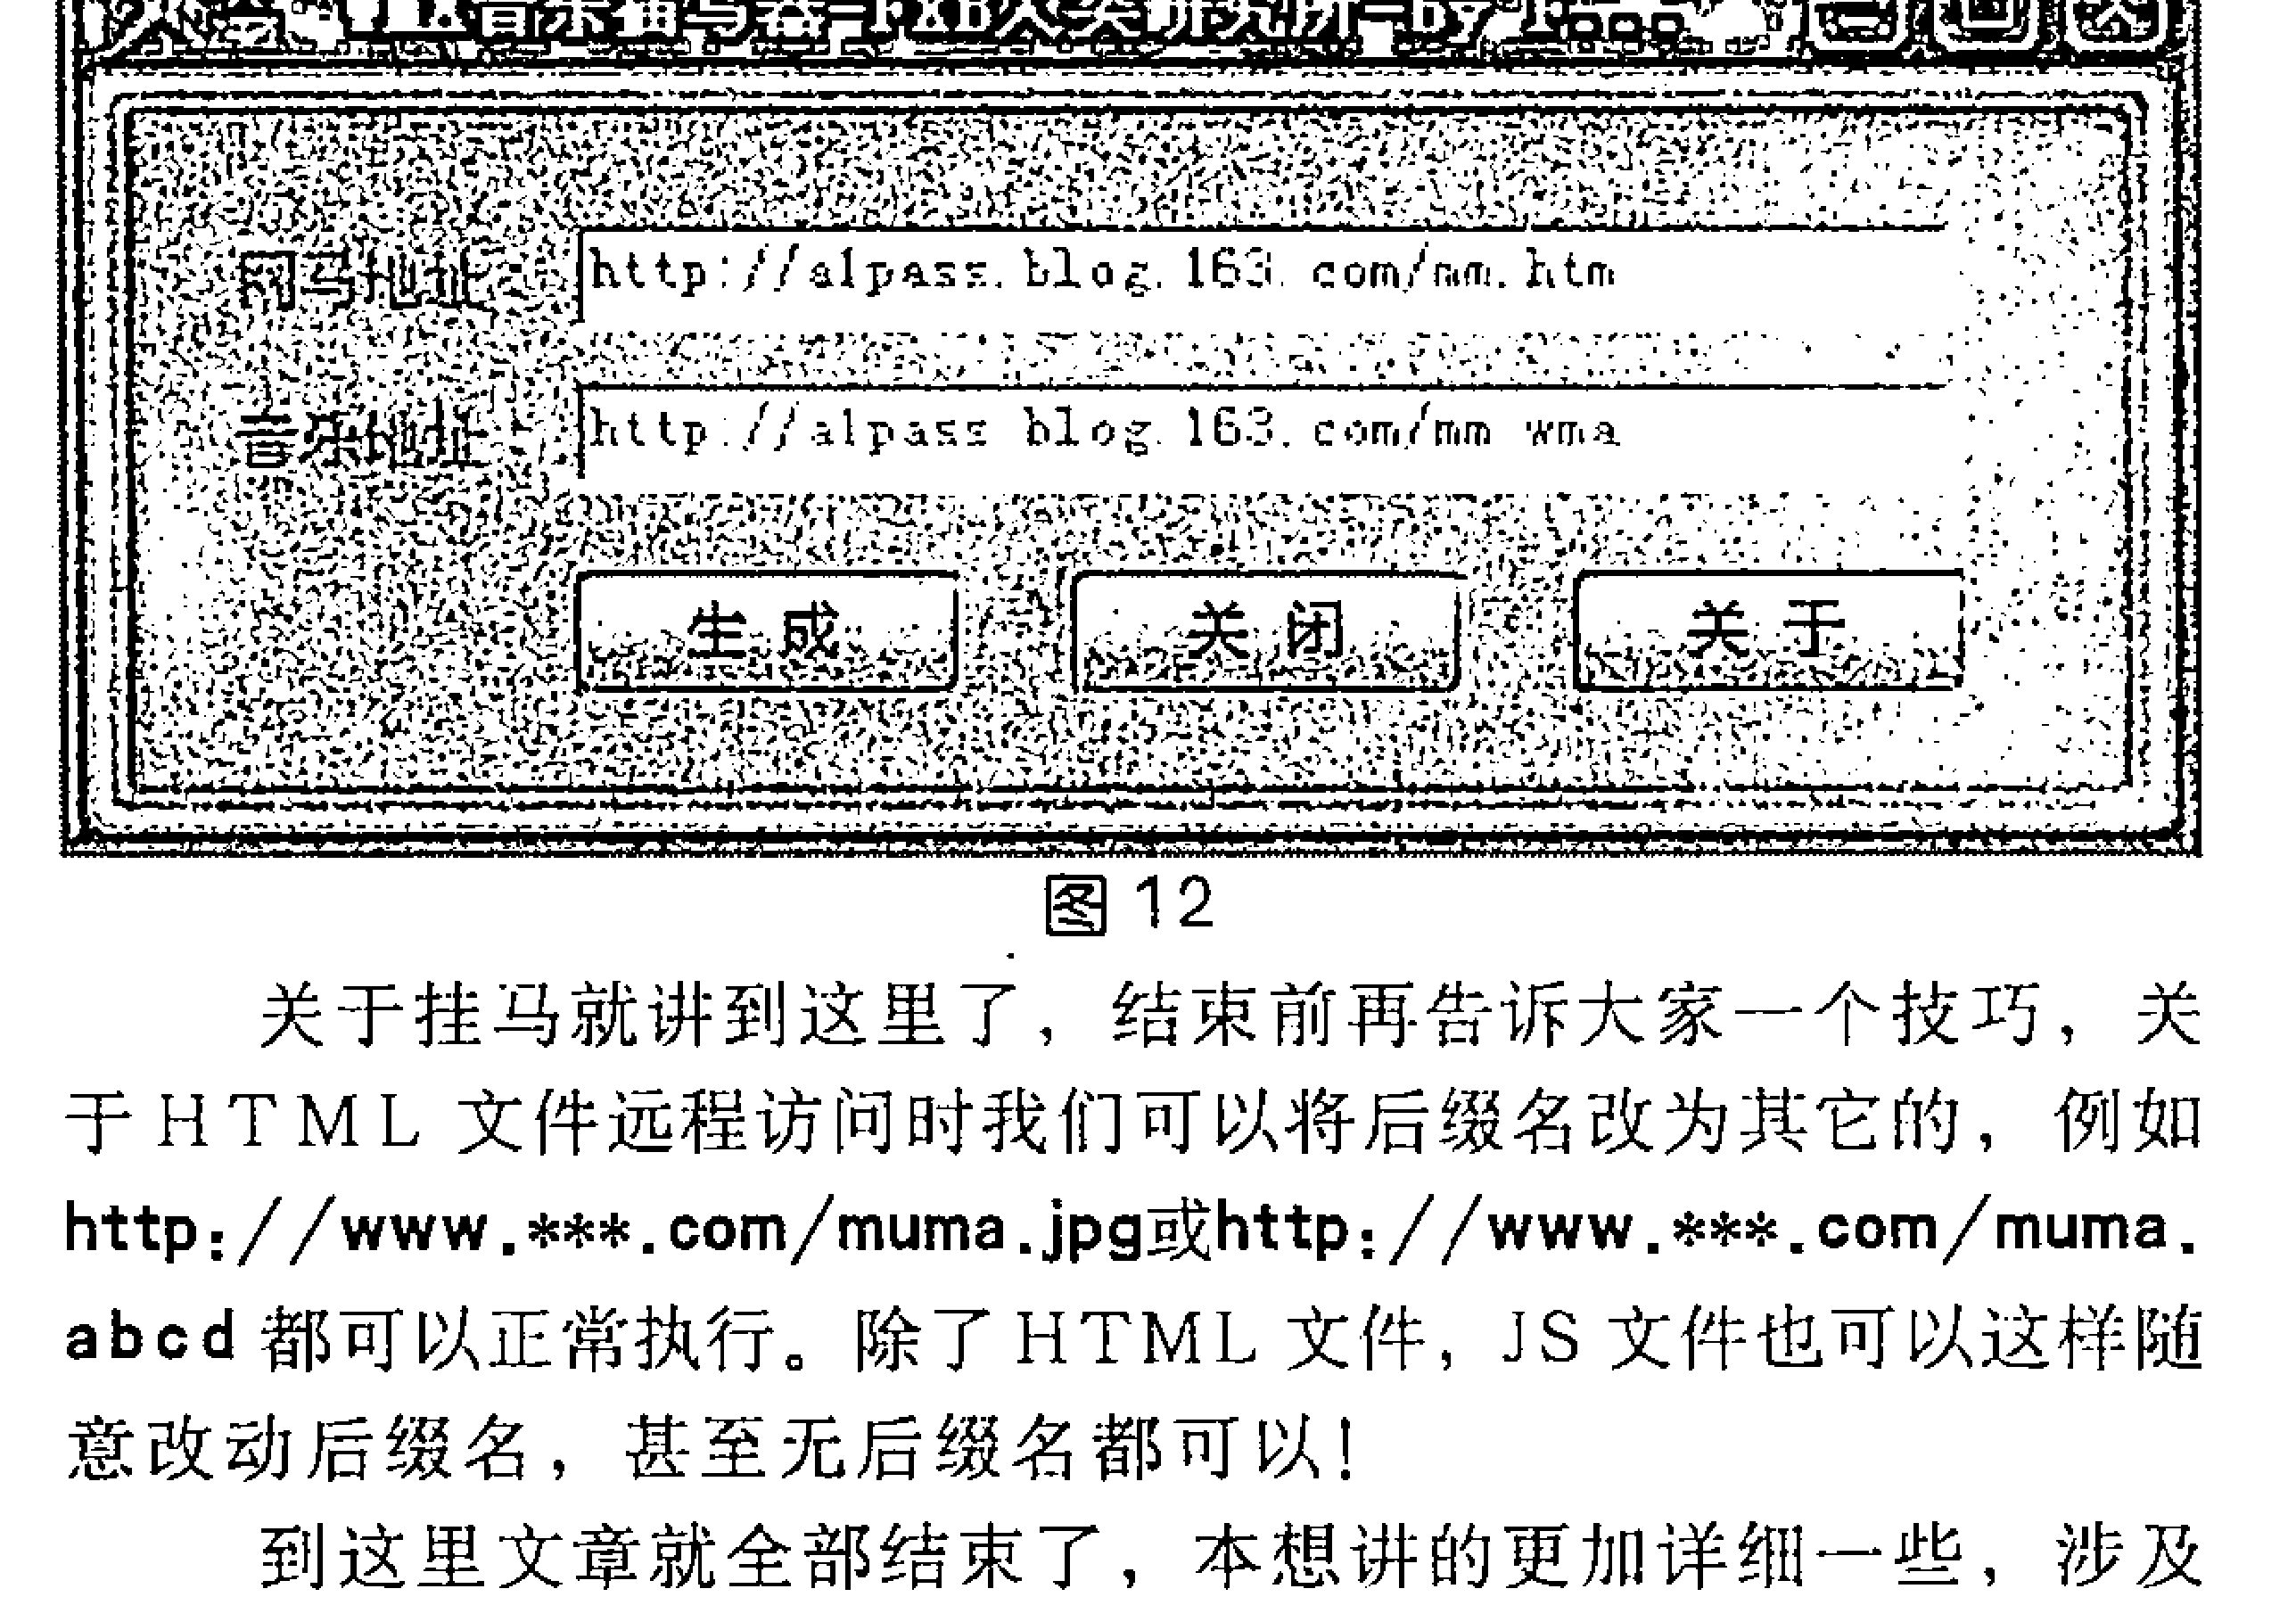 网马地址
http://alpass.blog.163.com/mm.htm
音乐地址
http://alpass blog.163.com/mm wma
生成
关闭
关于
图12
关于挂马就讲到这里了，结束前再告诉大家一个技巧，关
于HTML 文件远程访问时我们可以将后缀名改为其它的，例如
http://www.***.com/muma.jpg或http://www.***.com/muma.
abcd 都可以正常执行。除了HTML 文件，JS 文件也可以这样随
意改动后缀名，甚至无后缀名都可以！
到这里文章就全部结束了，本想讲的更加详细一些，涉及